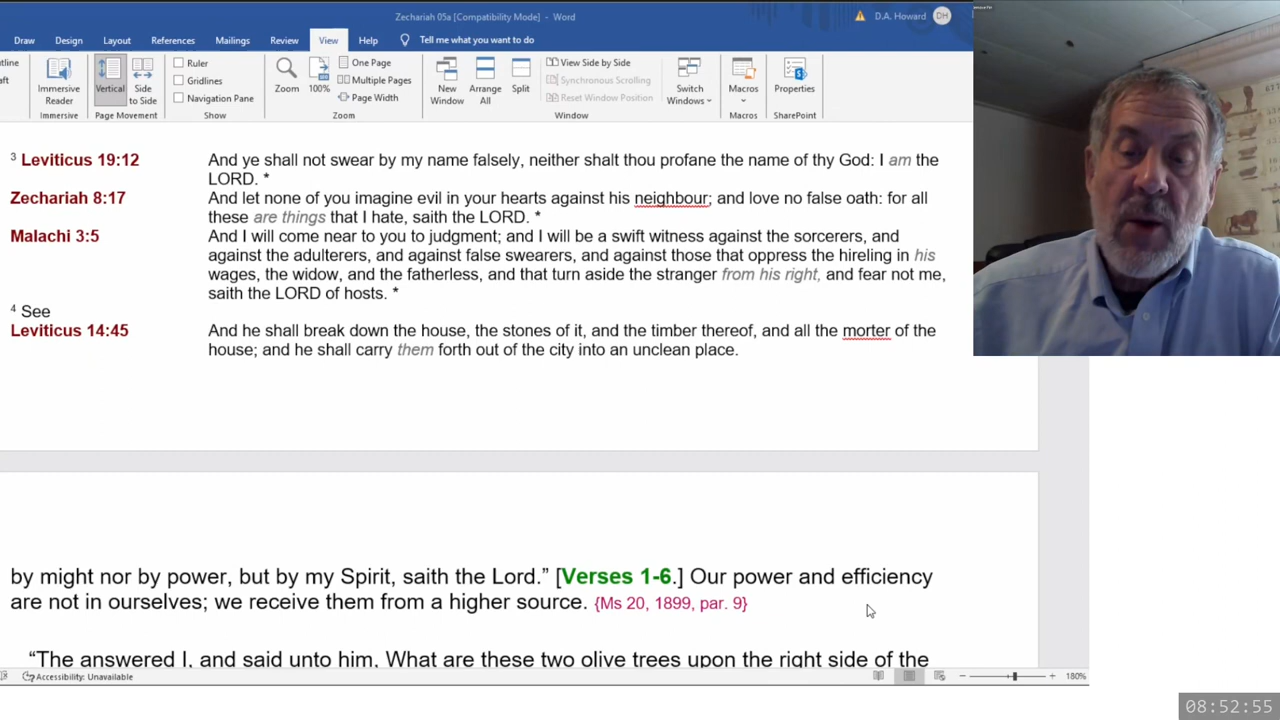 Zechariah 05a [Compatibility Mode] - Word
D.A. Howard DH
Draw Design Layout References Mailings Review View Help Tell me what you want to do
Immersive Reader
Vertical
Side to Side
Ruler
Gridlines
Navigation Pane
Zoom
100%
One Page
Multiple Pages
Page Width
New Window
Arrange All
Split
View Side by Side
Synchronous Scrolling
Reset Window Position
Switch Windows
Macros
Properties
Immersive Page Movement Show Zoom Window Macros SharePoint
3 Leviticus 19:12 And ye shall not swear by my name falsely, neither shalt thou profane the name of thy God: I am the
LORD. *
Zechariah 8:17 And let none of you imagine evil in your hearts against his neighbour; and love no false oath: for all
these are things that I hate, saith the LORD. *
Malachi 3:5 And I will come near to you to judgment; and I will be a swift witness against the sorcerers, and
against the adulterers, and against false swearers, and against those that oppress the hireling in his
wages, the widow, and the fatherless, and that turn aside the stranger from his right, and fear not me,
saith the LORD of hosts. *
4 See
Leviticus 14:45 And he shall break down the house, the stones of it, and the timber thereof, and all the morter of the
house; and he shall carry them forth out of the city into an unclean place.
by might nor by power, but by my Spirit, saith the Lord.” [Verses 1-6.] Our power and efficiency
are not in ourselves; we receive them from a higher source. {Ms 20, 1899, par. 9}
“The answered I, and said unto him, What are these two olive trees upon the right side of the
Accessibility: Unavailable
180%
08:52:55